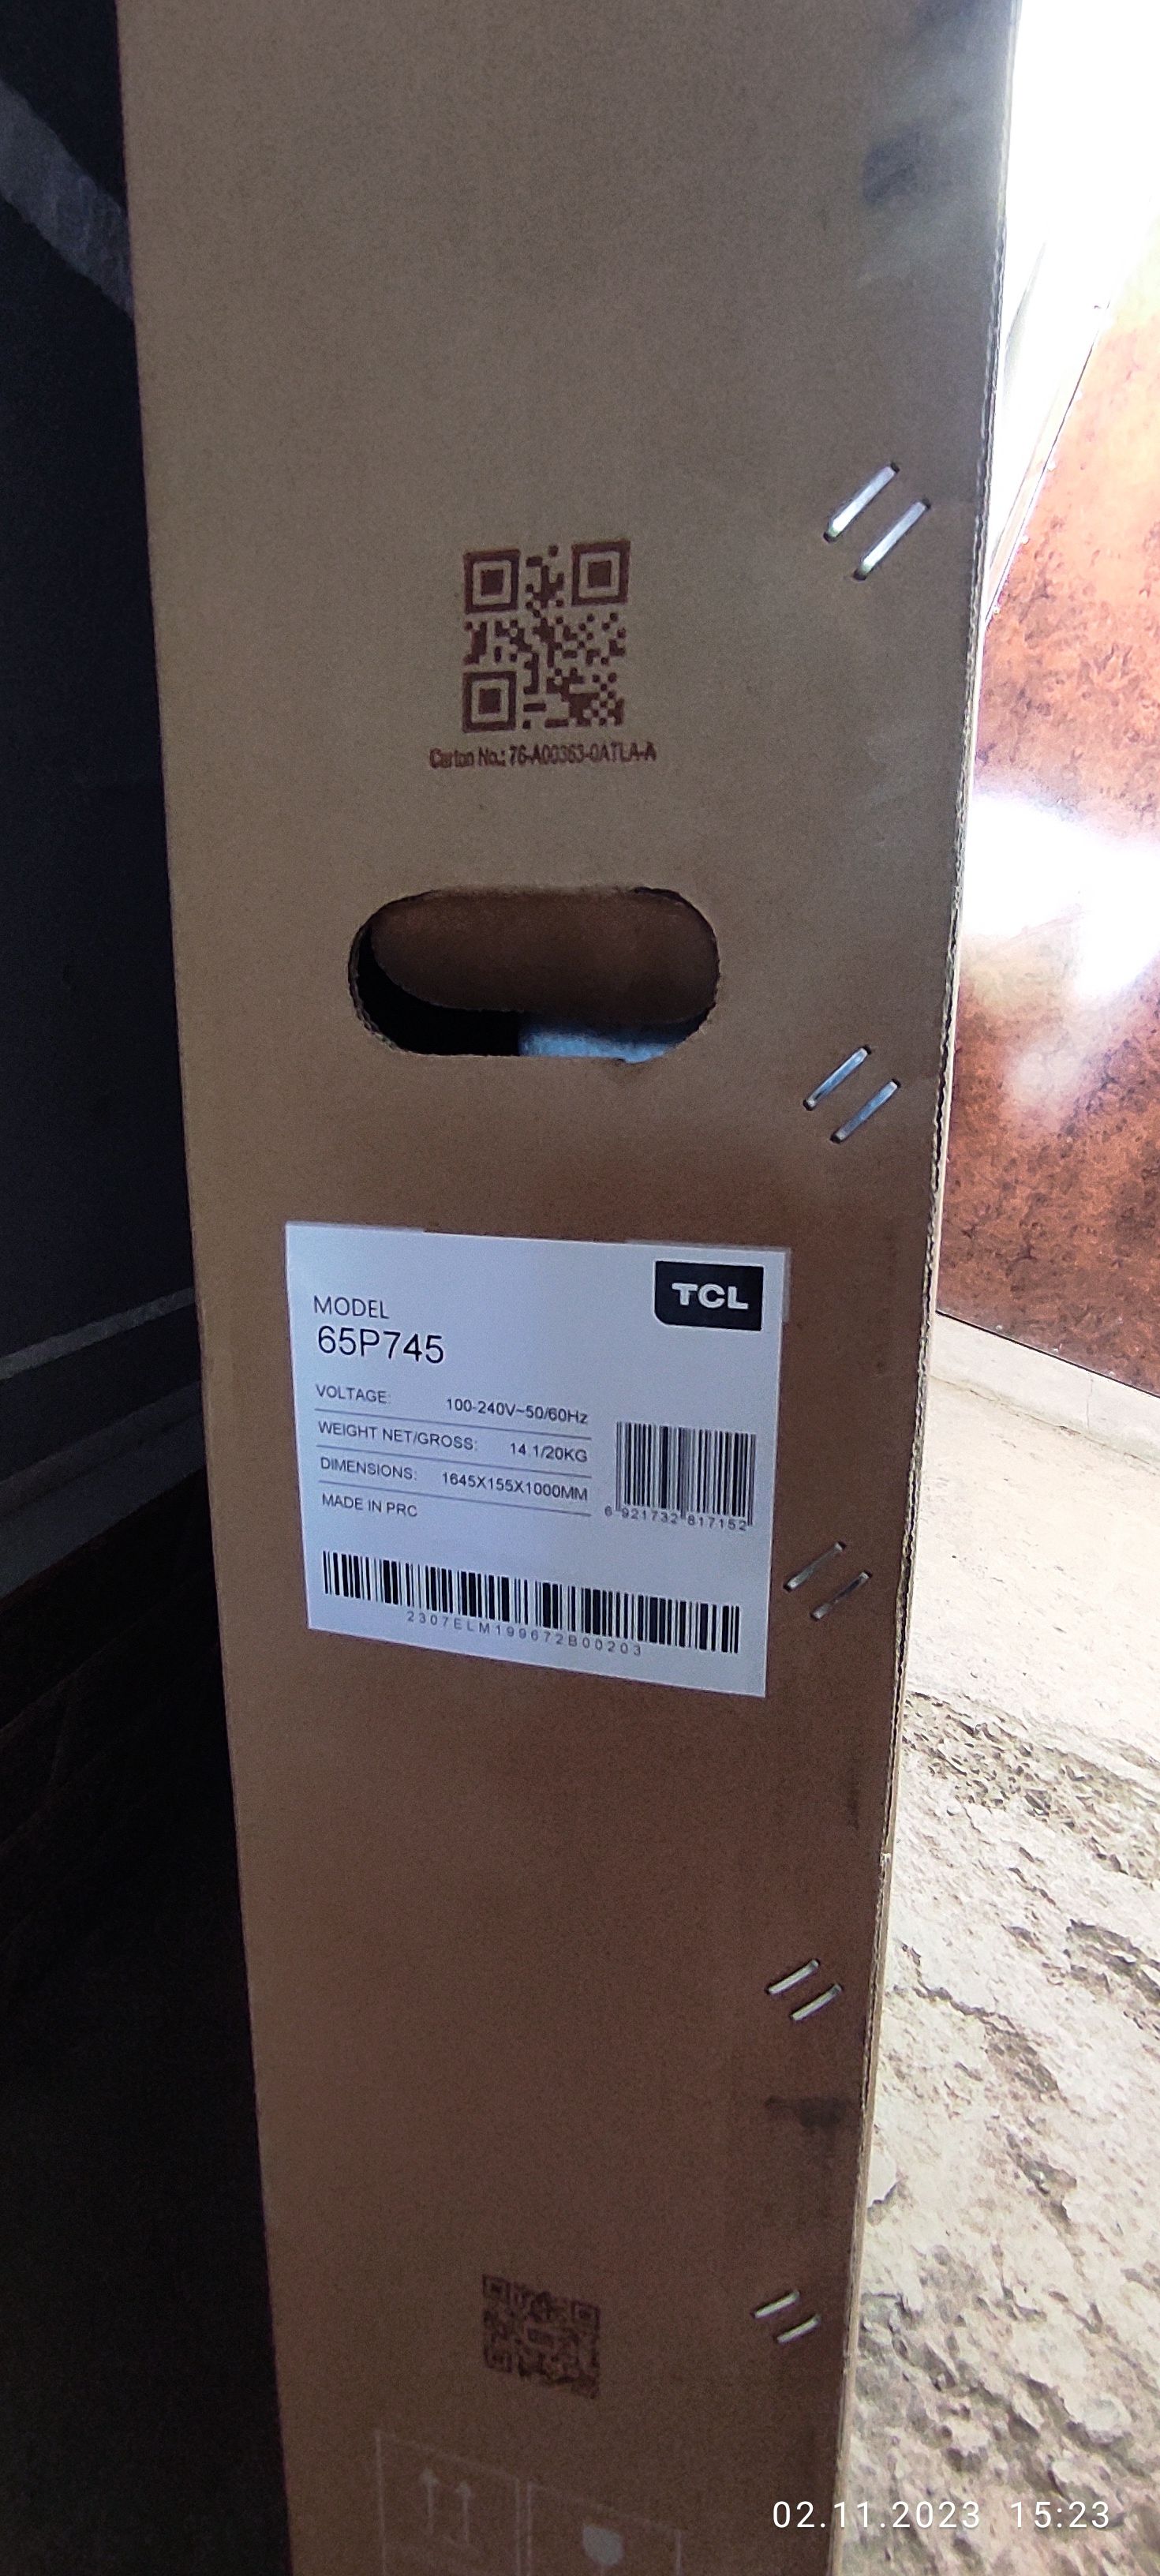 Carton No.: 76-A00363-0ATLA-A
TCL
MODEL
65P745
VOLTAGE: 100-240V~50/60Hz
WEIGHT NET/GROSS: 14.1/20KG
DIMENSIONS: 1645X155X1000MM
MADE IN PRC
6 921732 817152
2307ELM199672B00203
02.11.2023 15:23